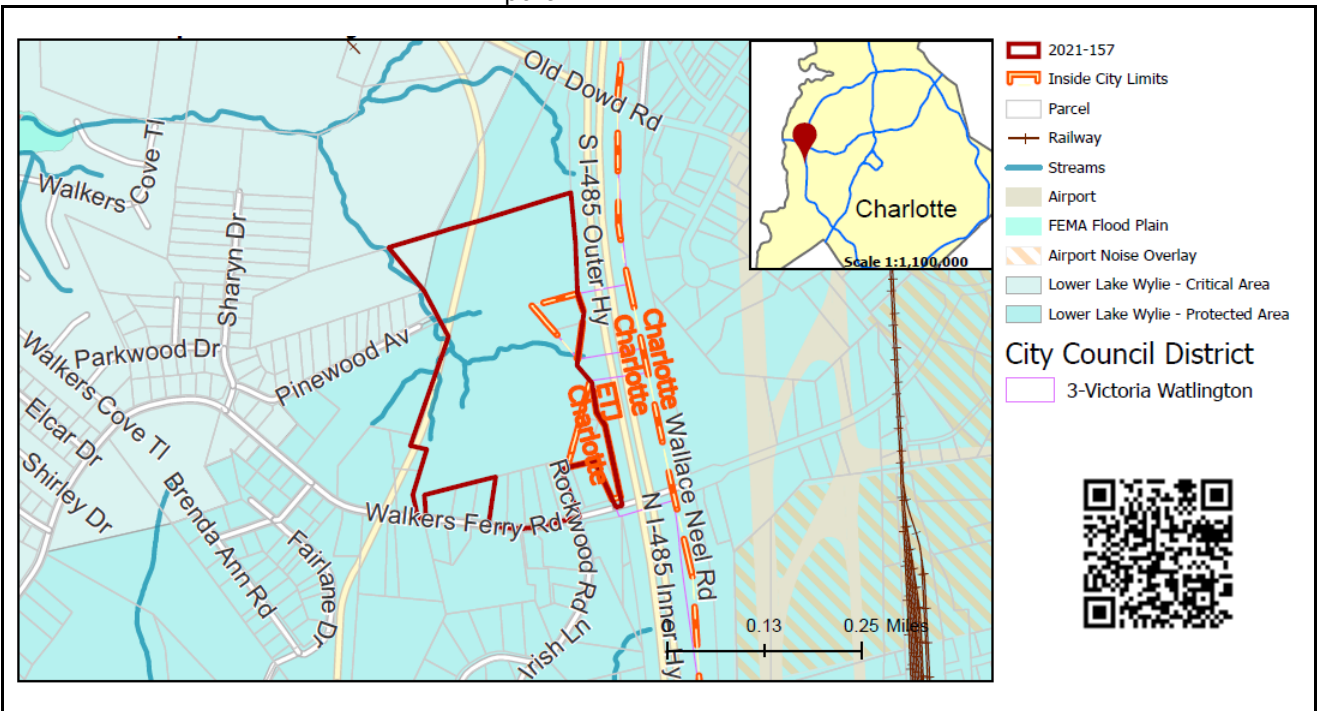 Old Dowd Rd
S I-485 Outer Hy
Walkers Cove Tl
Sharyn Dr
Parkwood Dr
Pinewood Av
Walkers Cove Tl
Elcar Dr
Shirley Dr
Brenda Ann Rd
Fairlane Dr
Walkers Ferry Rd
Rockwood Rd
Irish Ln
N I-485 Inner Hy
Wallace Neel Rd
Charlotte
Charlotte
ETJ
Charlotte
0
0.13
0.25 Miles
Charlotte
Scale 1:1,100,000
2021-157
Inside City Limits
Parcel
Railway
Streams
Airport
FEMA Flood Plain
Airport Noise Overlay
Lower Lake Wylie - Critical Area
Lower Lake Wylie - Protected Area
City Council District
3-Victoria Watlington